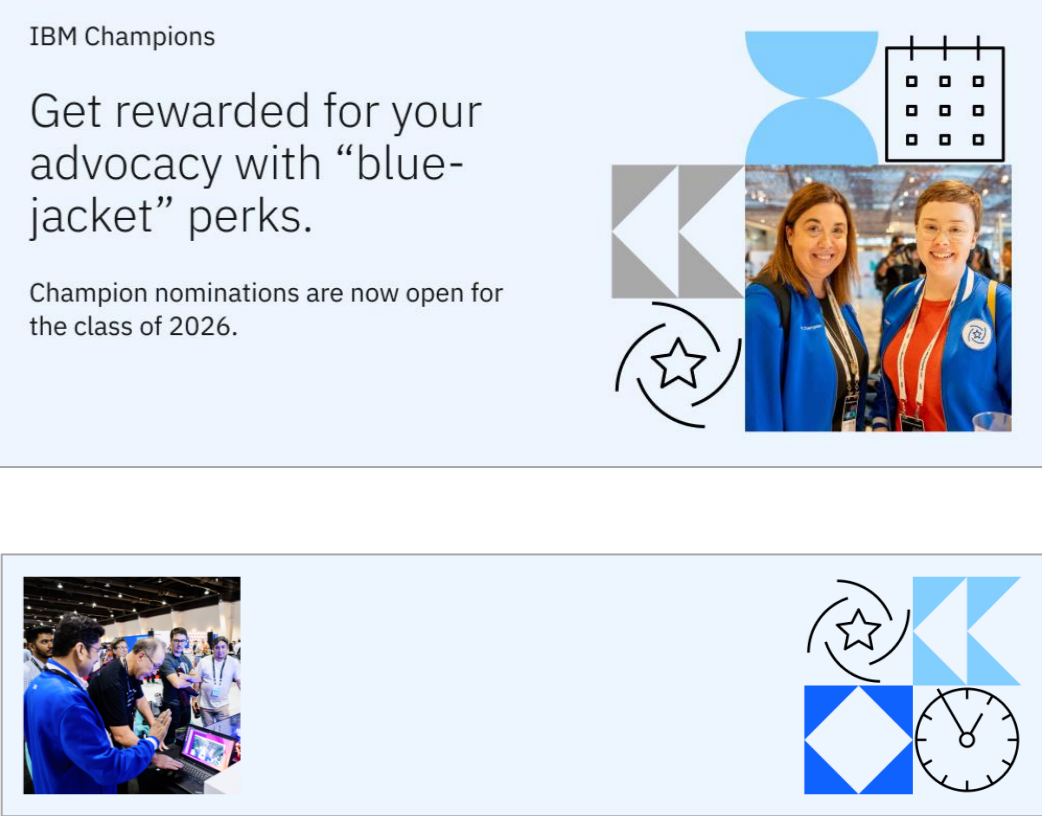 IBM Champions
Get rewarded for your
advocacy with “blue-
jacket” perks.
Champion nominations are now open for
the class of 2026.